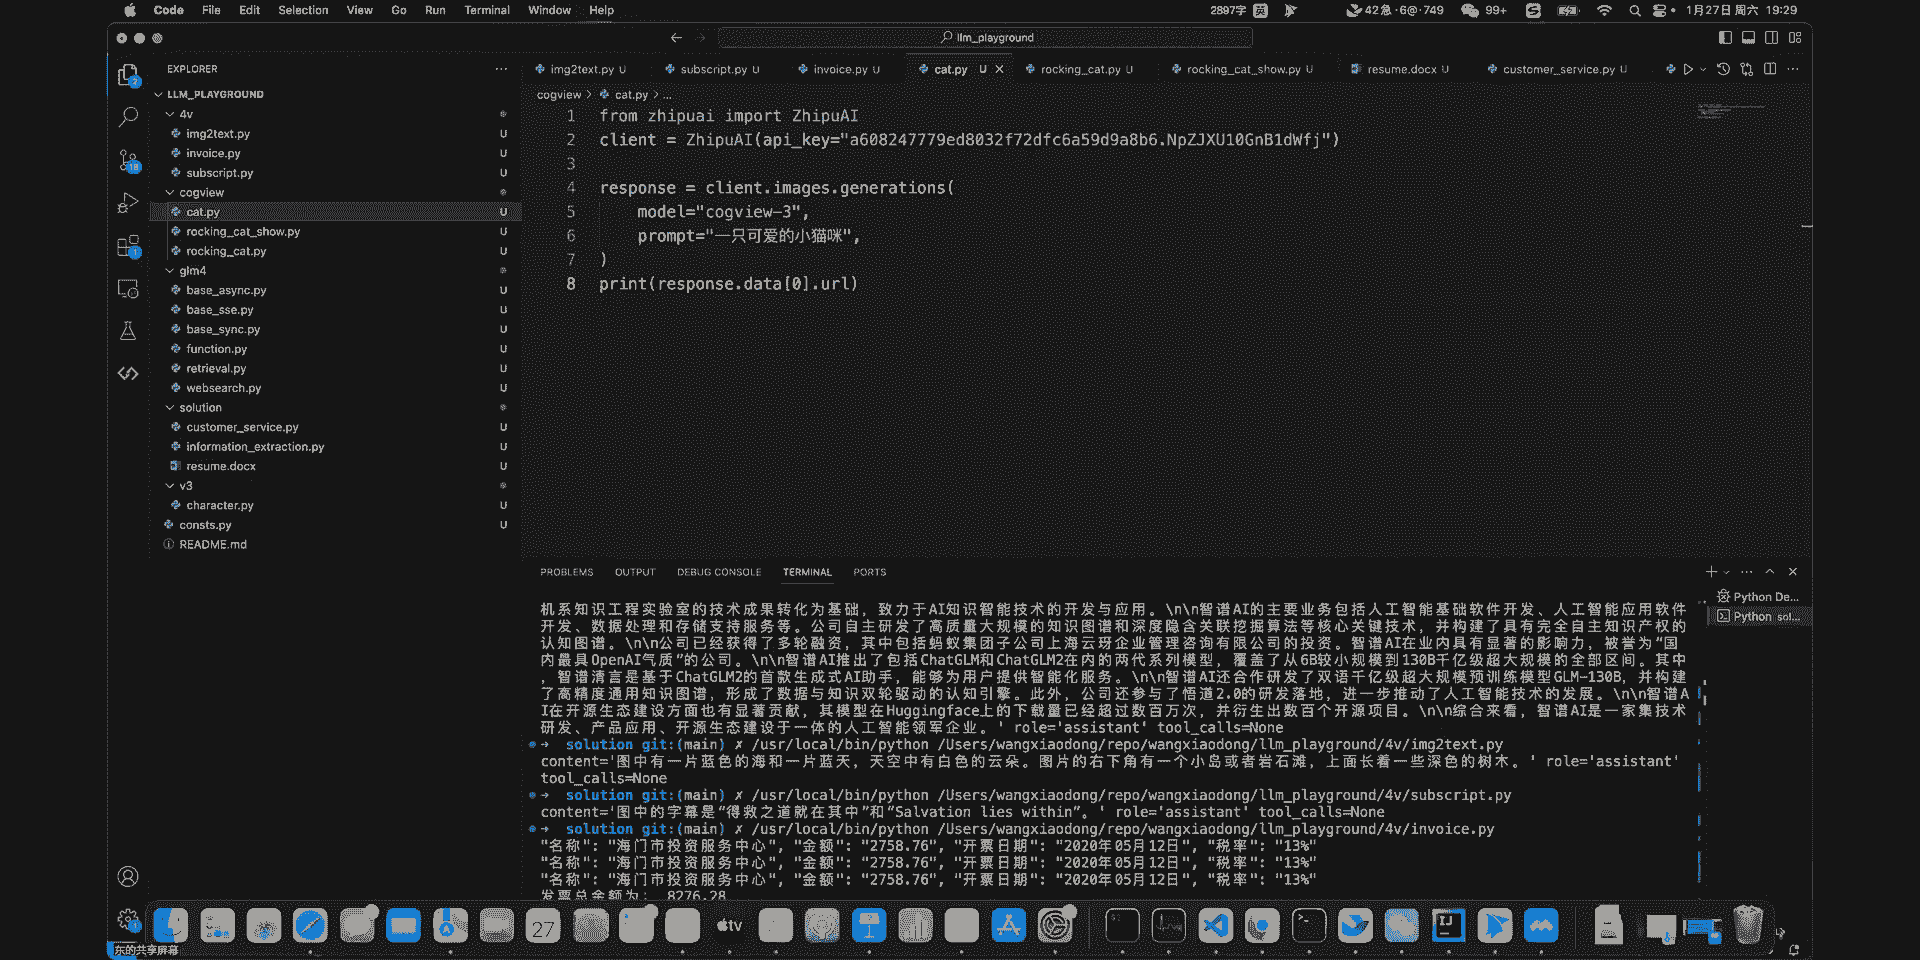 Code File Edit Selection View Go Run Terminal Window Help
2897字 英 42急·6@·749 99+ 1月27日 周六 19:29
llm_playground
EXPLORER
LLM_PLAYGROUND
4v
img2text.py U
invoice.py U
subscript.py U
cogview
cat.py U
rocking_cat_show.py U
rocking_cat.py U
glm4
base_async.py U
base_sse.py U
base_sync.py U
function.py U
retrieval.py U
websearch.py U
solution
customer_service.py U
information_extraction.py U
resume.docx U
v3
character.py U
consts.py U
README.md
img2text.py U subscript.py U invoice.py U cat.py U rocking_cat.py U rocking_cat_show.py U resume.docx U customer_service.py U
cogview > cat.py > ...
1 from zhipuai import ZhipuAI
2 client = ZhipuAI(api_key="a608247779ed8032f72dfc6a59d9a8b6.NpZJXU10GnB1dWfj")
3
4 response = client.images.generations(
5 model="cogview-3",
6 prompt="一只可爱的小猫咪",
7 )
8 print(response.data[0].url)
PROBLEMS OUTPUT DEBUG CONSOLE TERMINAL PORTS
Python De...
Python sol...
机系知识工程实验室的技术成果转化为基础，致力于AI知识智能技术的开发与应用。\n\n智谱AI的主要业务包括人工智能基础软件开发、人工智能应用软件
开发、数据处理和存储支持服务等。公司自主研发了高质量大规模的知识图谱和深度隐含关联挖掘算法等核心关键技术，并构建了具有完全自主知识产权的
认知图谱。\n\n公司已经获得了多轮融资，其中包括蚂蚁集团子公司上海云玚企业管理咨询有限公司的投资。智谱AI在业内具有显著的影响力，被誉为“国
内最具OpenAI气质”的公司。\n\n智谱AI推出了包括ChatGLM和ChatGLM2在内的两代系列模型，覆盖了从6B较小规模到130B千亿级超大规模的全部区间。其中
，智谱清言是基于ChatGLM2的首款生成式AI助手，能够为用户提供智能化服务。\n\n智谱AI还合作研发了双语千亿级超大规模预训练模型GLM-130B，并构建
了高精度通用知识图谱，形成了数据与知识双轮驱动的认知引擎。此外，公司还参与了悟道2.0的研发落地，进一步推动了人工智能技术的发展。\n\n智谱A
I在开源生态建设方面也有显著贡献，其模型在Huggingface上的下载量已经超过数百万次，并衍生出数百个开源项目。\n\n综合来看，智谱AI是一家集技术
研发、产品应用、开源生态建设于一体的人工智能领军企业。' role='assistant' tool_calls=None
➜ solution git:(main) ✗ /usr/local/bin/python /Users/wangxiaodong/repo/wangxiaodong/llm_playground/4v/img2text.py
content='图中有一片蓝色的海和一片蓝天，天空中有白色的云朵。图片的右下角有一个小岛或者岩石滩，上面长着一些深色的树木。' role='assistant'
tool_calls=None
➜ solution git:(main) ✗ /usr/local/bin/python /Users/wangxiaodong/repo/wangxiaodong/llm_playground/4v/subscript.py
content='图中的字幕是“得救之道就在其中”和“Salvation lies within”。' role='assistant' tool_calls=None
➜ solution git:(main) ✗ /usr/local/bin/python /Users/wangxiaodong/repo/wangxiaodong/llm_playground/4v/invoice.py
"名称": "海门市投资服务中心", "金额": "2758.76", "开票日期": "2020年05月12日", "税率": "13%"
"名称": "海门市投资服务中心", "金额": "2758.76", "开票日期": "2020年05月12日", "税率": "13%"
"名称": "海门市投资服务中心", "金额": "2758.76", "开票日期": "2020年05月12日", "税率": "13%"
发票总金额为： 8276.28
27 tv IJ
东的共享屏幕